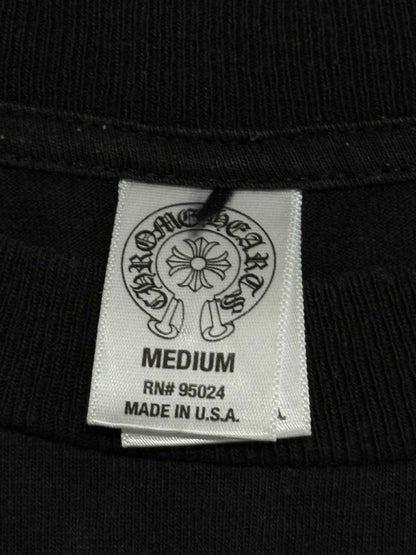 CHROME HEARTS
MEDIUM
RN# 95024
MADE IN U.S.A.